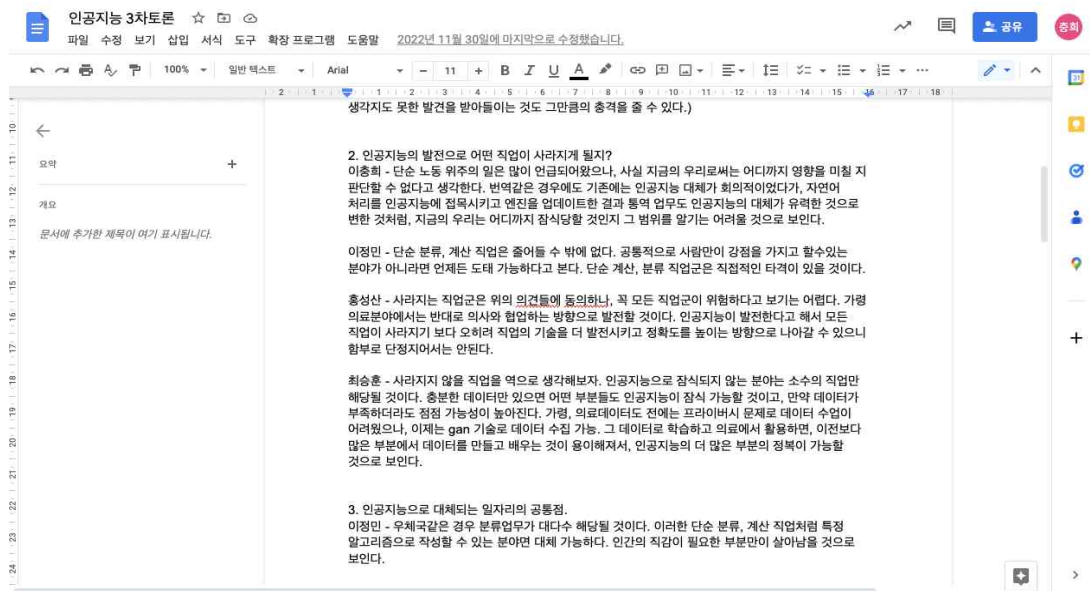 인공지능 3차토론
파일 수정 보기 삽입 서식 도구 확장 프로그램 도움말 2022년 11월 30일에 마지막으로 수정했습니다.
공유
충희
100% 일반 텍스트 Arial - 11 + B I U A
2 1 1 2 3 4 5 6 7 8 9 10 11 12 13 14 15 16 17 18
생각지도 못한 발견을 받아들이는 것도 그만큼의 충격을 줄 수 있다.)
요약
개요
문서에 추가한 제목이 여기 표시됩니다.
2. 인공지능의 발전으로 어떤 직업이 사라지게 될지?
이충희 - 단순 노동 위주의 일은 많이 언급되어왔으나, 사실 지금의 우리로써는 어디까지 영향을 미칠 지
판단할 수 없다고 생각한다. 번역같은 경우에도 기존에는 인공지능 대체가 회의적이었다가, 자연어
처리를 인공지능에 접목시키고 엔진을 업데이트한 결과 통역 업무도 인공지능의 대체가 유력한 것으로
변한 것처럼, 지금의 우리는 어디까지 잠식당할 것인지 그 범위를 알기는 어려울 것으로 보인다.
이정민 - 단순 분류, 계산 직업은 줄어들 수 밖에 없다. 공통적으로 사람만이 강점을 가지고 할수있는
분야가 아니라면 언제든 도태 가능하다고 본다. 단순 계산, 분류 직업군은 직접적인 타격이 있을 것이다.
홍성산 - 사라지는 직업군은 위의 의견들에 동의하나, 꼭 모든 직업군이 위험하다고 보기는 어렵다. 가령
의료분야에서는 반대로 의사와 협업하는 방향으로 발전할 것이다. 인공지능이 발전한다고 해서 모든
직업이 사라지기 보다 오히려 직업의 기술을 더 발전시키고 정확도를 높이는 방향으로 나아갈 수 있으니
함부로 단정지어서는 안된다.
최승훈 - 사라지지 않을 직업을 역으로 생각해보자. 인공지능으로 잠식되지 않는 분야는 소수의 직업만
해당될 것이다. 충분한 데이터만 있으면 어떤 부분들도 인공지능이 잠식 가능할 것이고, 만약 데이터가
부족하더라도 점점 가능성이 높아진다. 가령, 의료데이터도 전에는 프라이버시 문제로 데이터 수업이
어려웠으나, 이제는 gan 기술로 데이터 수집 가능. 그 데이터로 학습하고 의료에서 활용하면, 이전보다
많은 부분에서 데이터를 만들고 배우는 것이 용이해져서, 인공지능의 더 많은 부분의 정복이 가능할
것으로 보인다.
3. 인공지능으로 대체되는 일자리의 공통점.
이정민 - 우체국같은 경우 분류업무가 대다수 해당될 것이다. 이러한 단순 분류, 계산 직업처럼 특정
알고리즘으로 작성할 수 있는 분야면 대체 가능하다. 인간의 직감이 필요한 부분만이 살아남을 것으로
보인다.
10
11
12
13
14
15
16
17
18
19
20
21
22
23
24
31